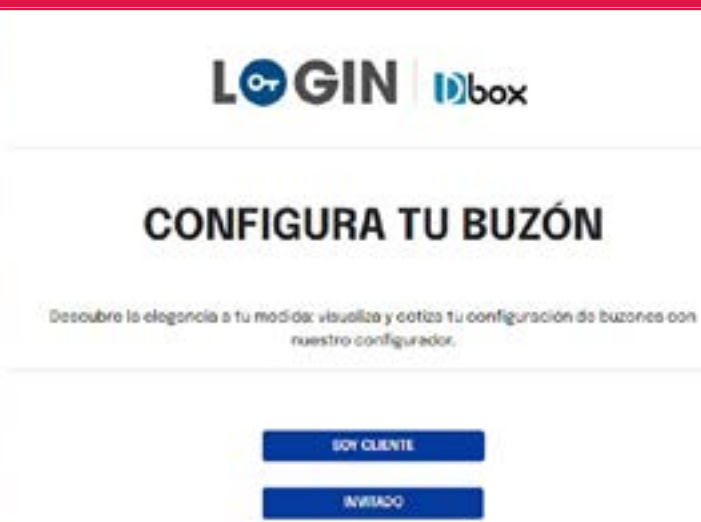 LOGIN Dbox
CONFIGURA TU BUZÓN
Descubre la elegancia a tu medida: visualiza y cotiza tu configuración de buzones con
nuestro configurador.
SOY CLIENTE
INVITADO